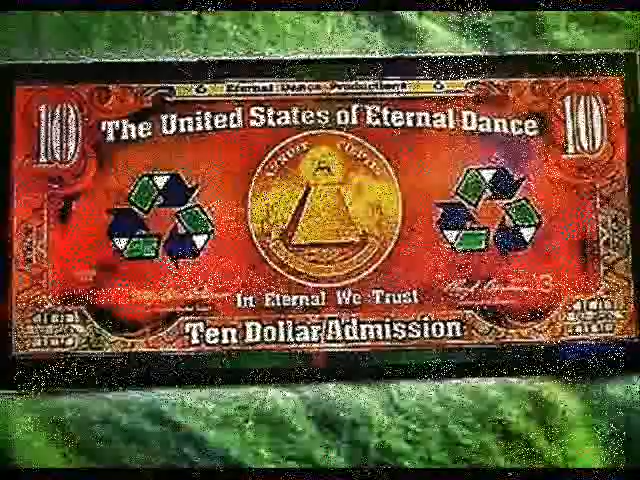 Eternal Dance Productions
10 10
The United States of Eternal Dance
In Eternal We Trust
Ten Dollar Admission